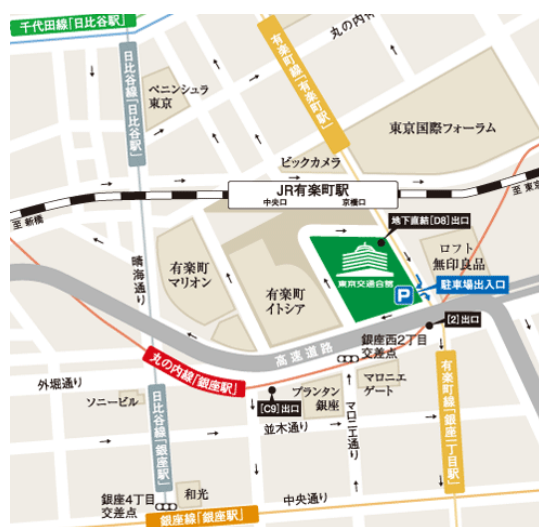 千代田線「日比谷駅」
日比谷線「日比谷駅」
ペニンシュラ
東京
有楽町線「有楽町駅」
丸の内
東京国際フォーラム
ビックカメラ
JR有楽町駅
中央口
京橋口
至 新橋
至 東京
地下直結[D8]出口
晴海通り
有楽町
マリオン
有楽町
イトシア
東京交通会館
ロフト
無印良品
P
駐車場出入口
[2]出口
高速道路
銀座西2丁目
交差点
丸の内線「銀座駅」
外堀通り
ソニービル
日比谷線「銀座駅」
[C9]出口
プランタン
銀座
並木通り
マロニエ
ゲート
マロニエ通り
有楽町線「銀座一丁目駅」
銀座4丁目
交差点
和光
中央通り
銀座線「銀座駅」